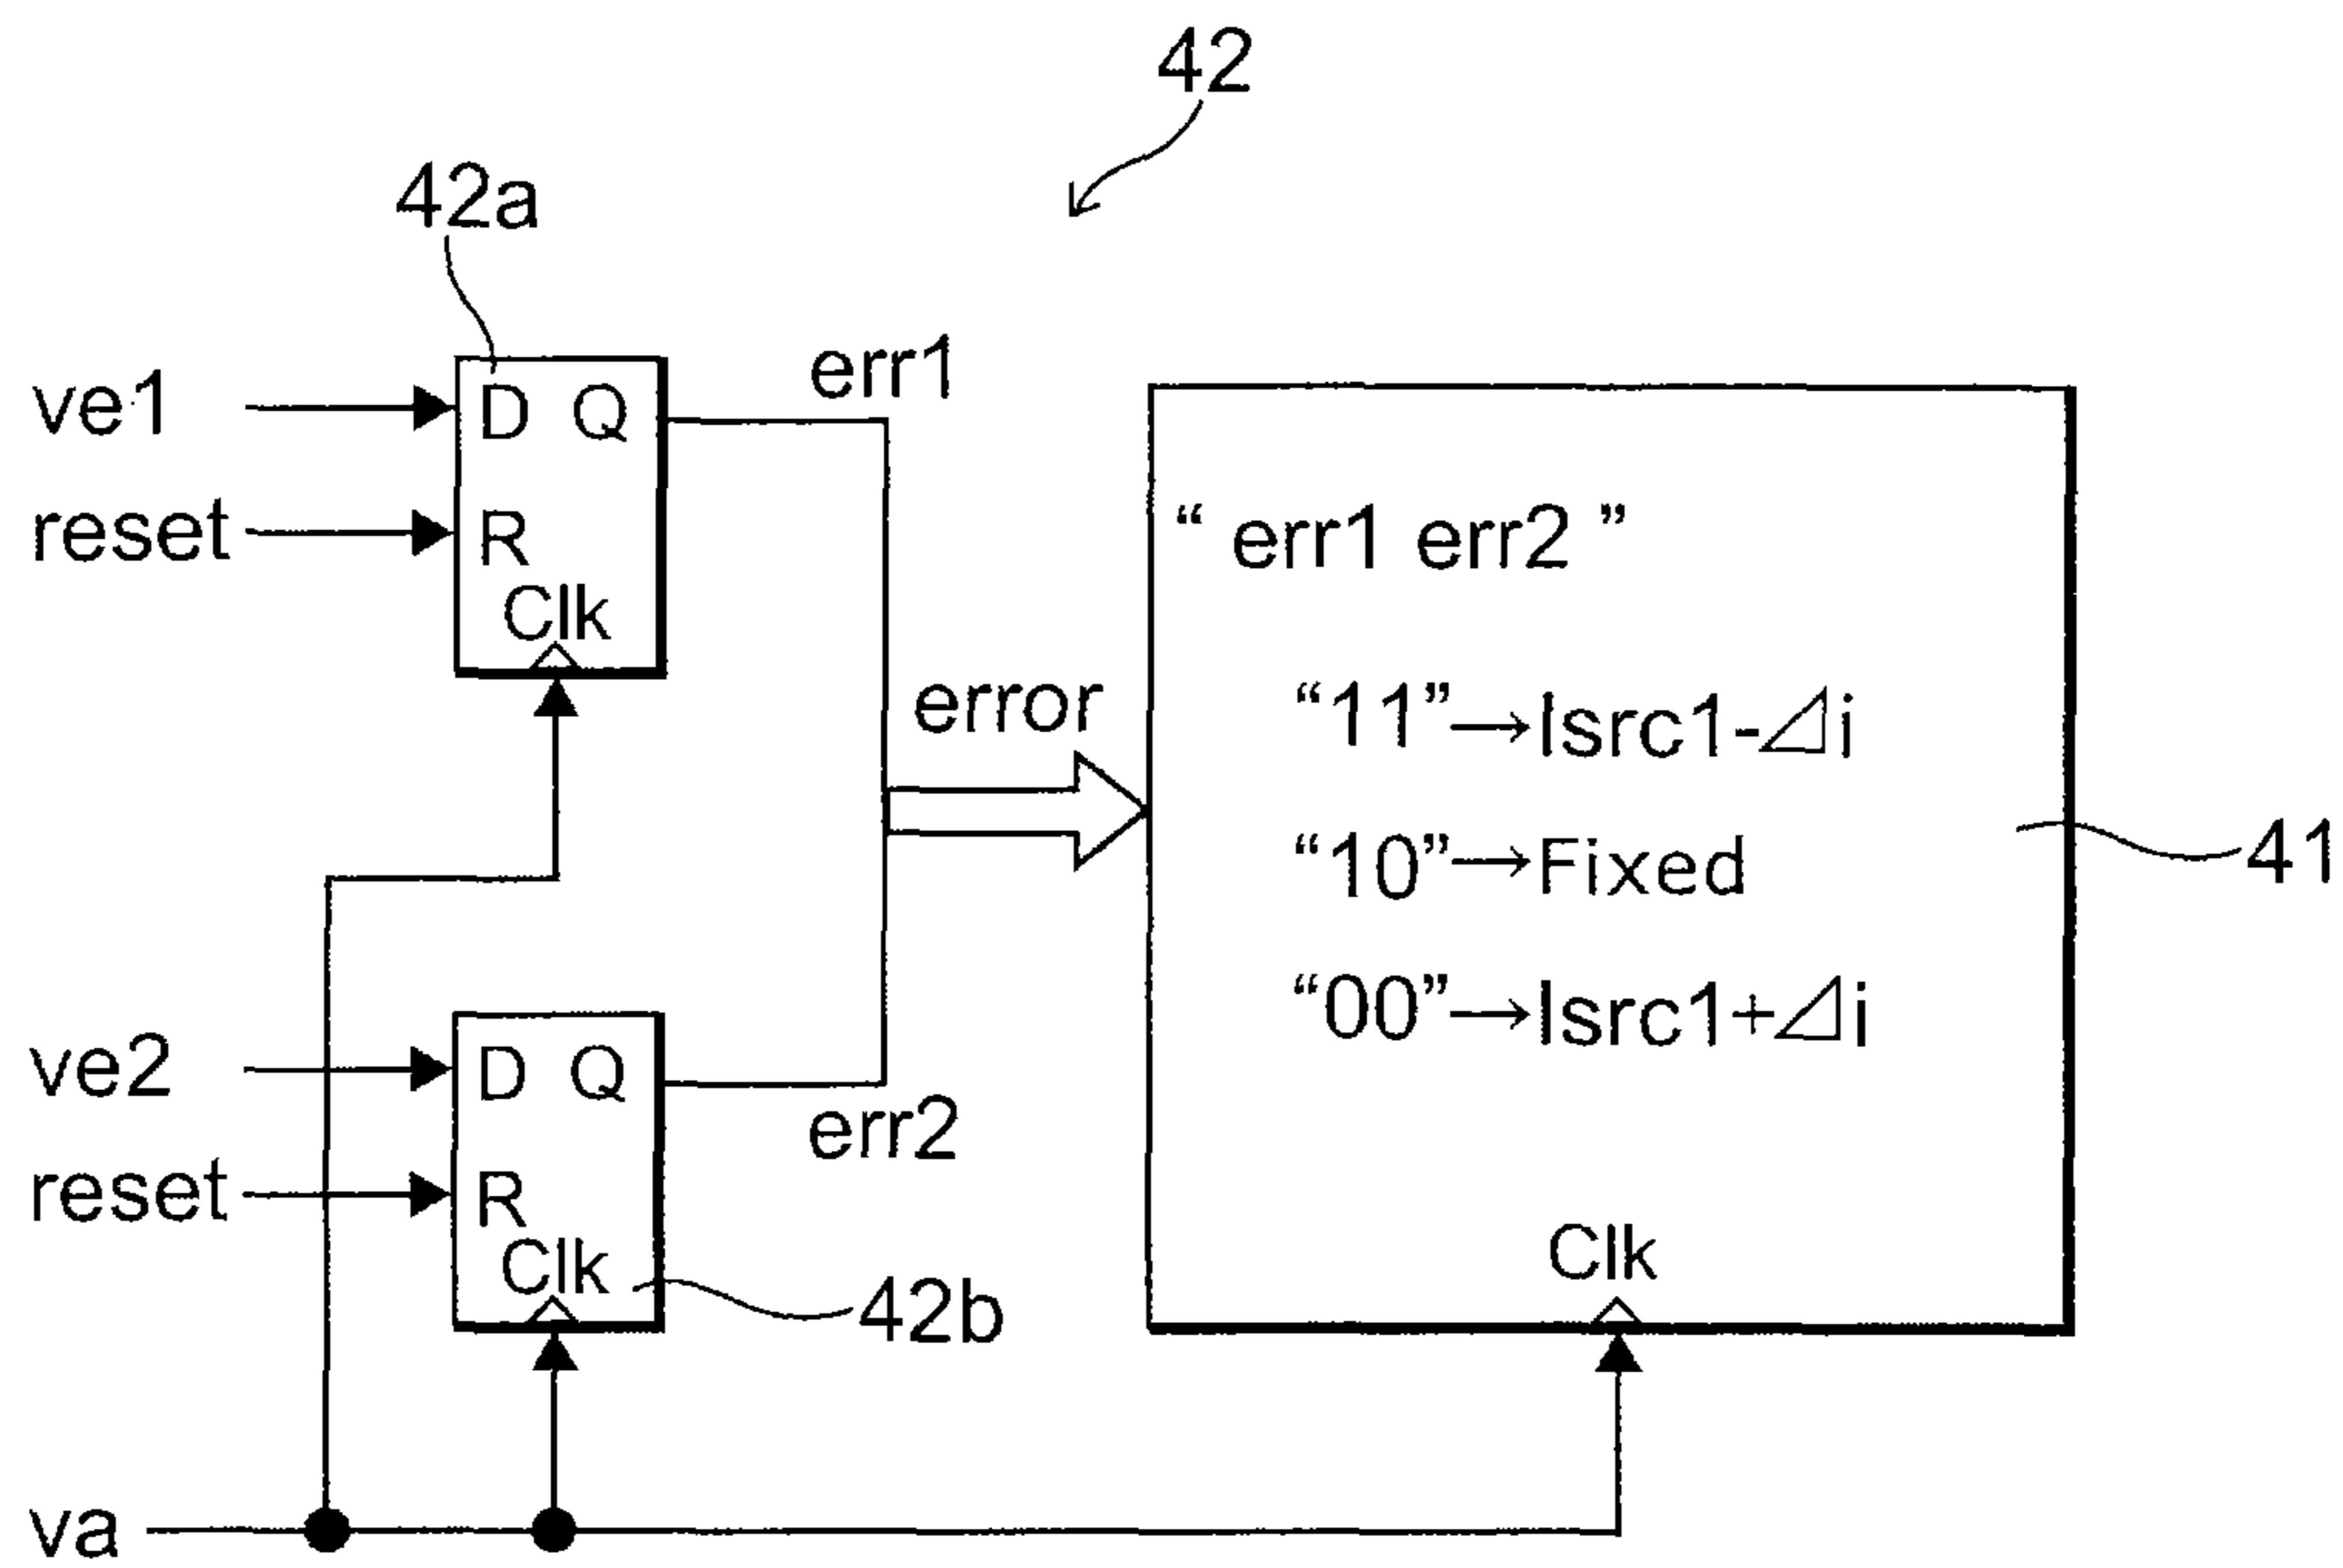 42
42a
ve1
reset
D Q
R
Clk
err1
error
“ err1 err2 ”
“11”→Isrc1-⊿i
“10”→Fixed
“00”→Isrc1+⊿i
Clk
41
ve2
reset
D Q
R
Clk
err2
42b
va